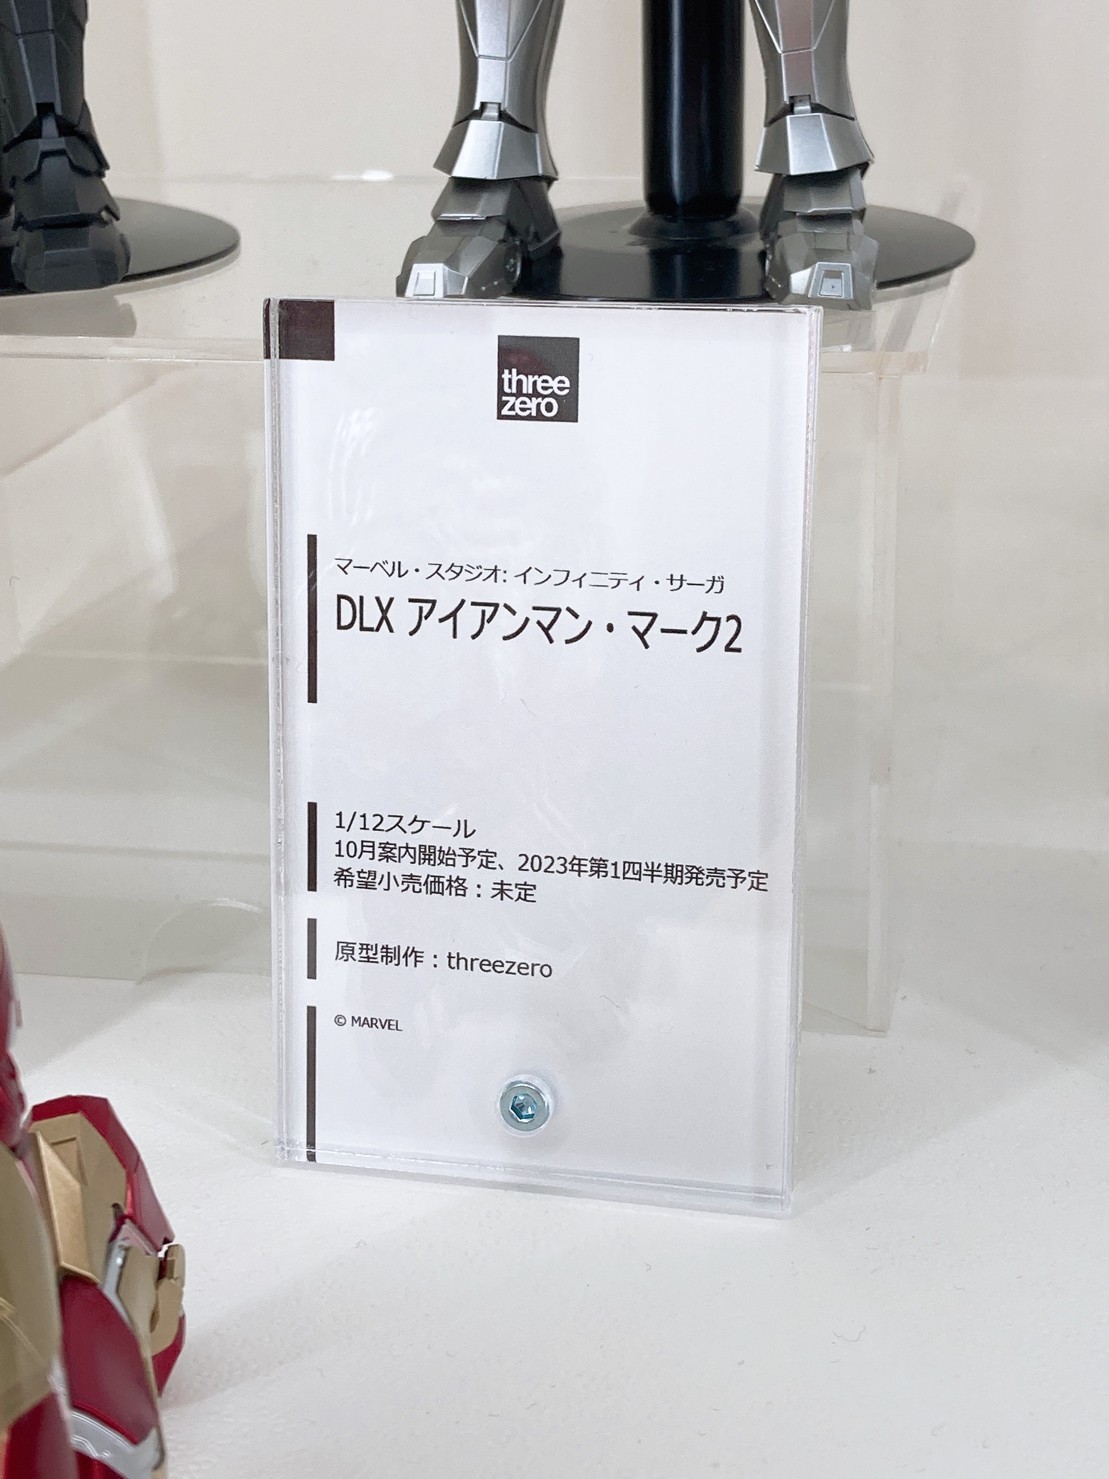 three
zero
マーベル・スタジオ: インフィニティ・サーガ
DLX アイアンマン・マーク2
1/12スケール
10月案内開始予定、2023年第1四半期発売予定
希望小売価格：未定
原型制作：threezero
© MARVEL